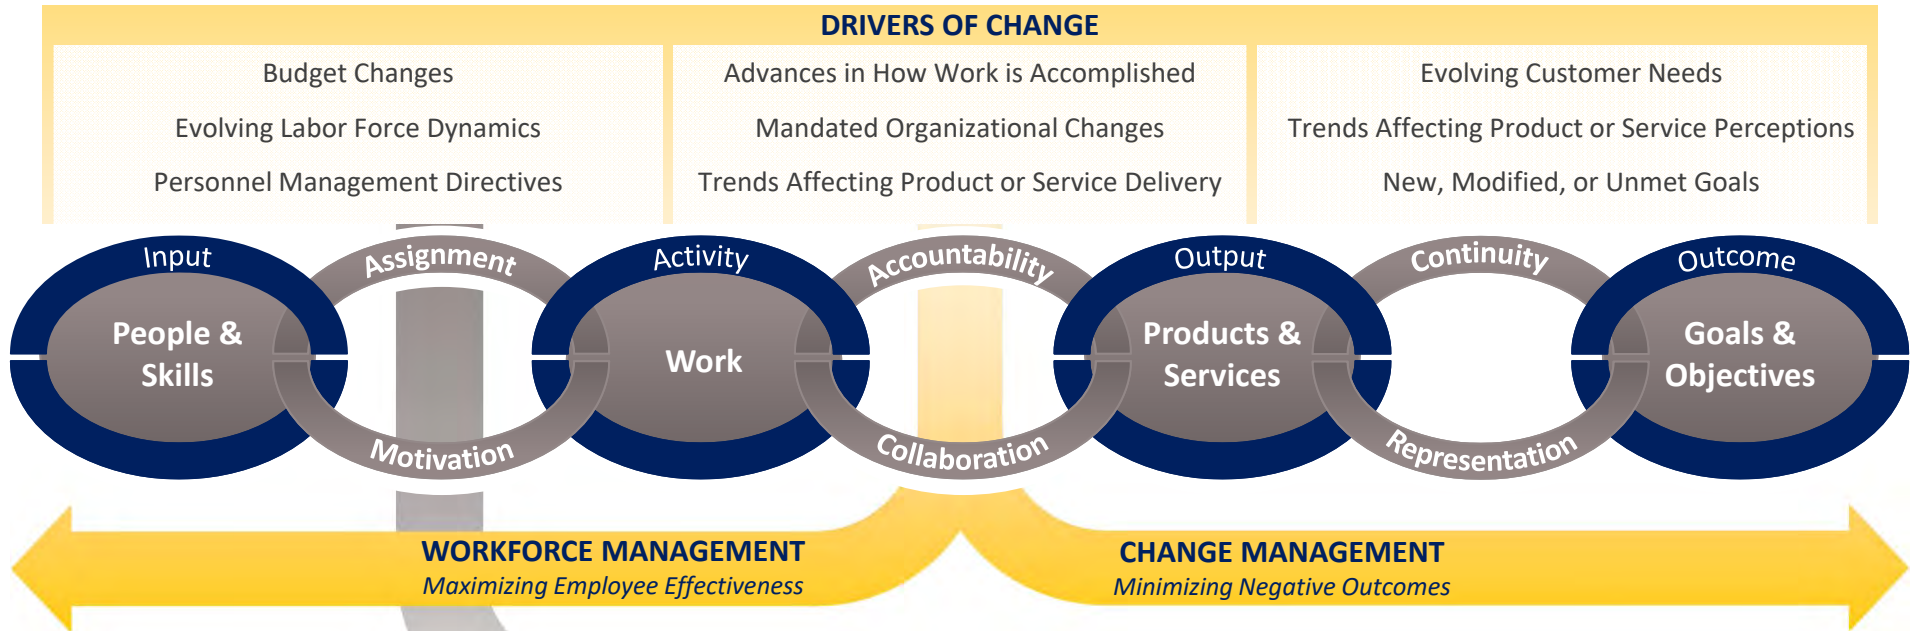 DRIVERS OF CHANGE
Budget Changes
Evolving Labor Force Dynamics
Personnel Management Directives
Advances in How Work is Accomplished
Mandated Organizational Changes
Trends Affecting Product or Service Delivery
Evolving Customer Needs
Trends Affecting Product or Service Perceptions
New, Modified, or Unmet Goals
Input
People &
Skills
Assignment
Motivation
Activity
Work
Accountability
Collaboration
Output
Products &
Services
Continuity
Representation
Outcome
Goals &
Objectives
WORKFORCE MANAGEMENT
Maximizing Employee Effectiveness
CHANGE MANAGEMENT
Minimizing Negative Outcomes